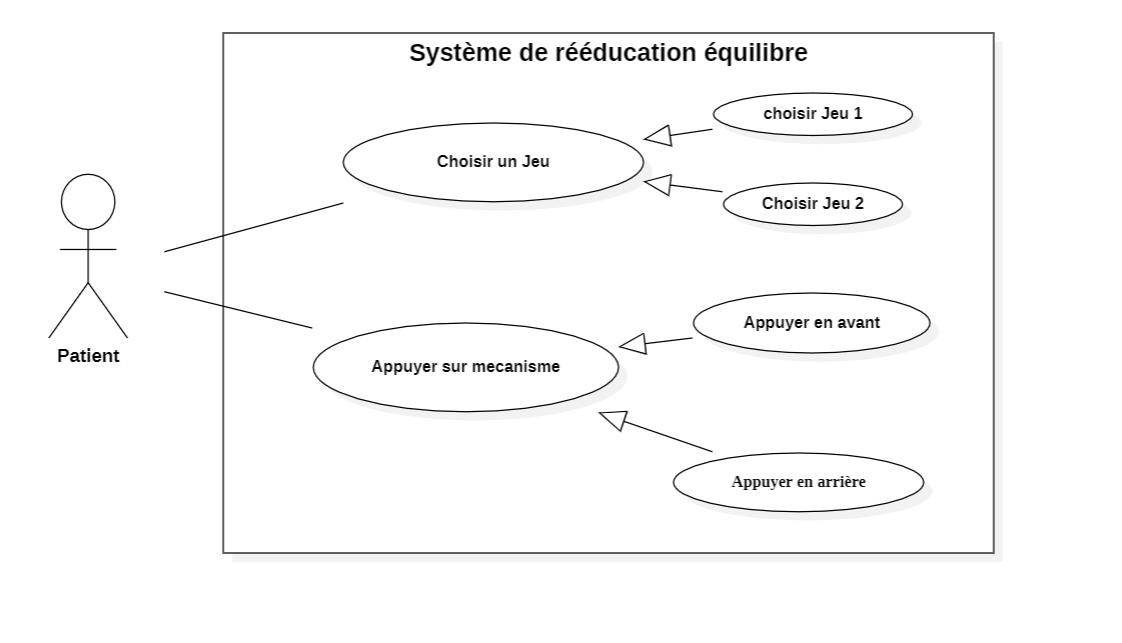 Système de rééducation équilibre
choisir Jeu 1
Choisir un Jeu
Choisir Jeu 2
Appuyer en avant
Patient
Appuyer sur mecanisme
Appuyer en arrière